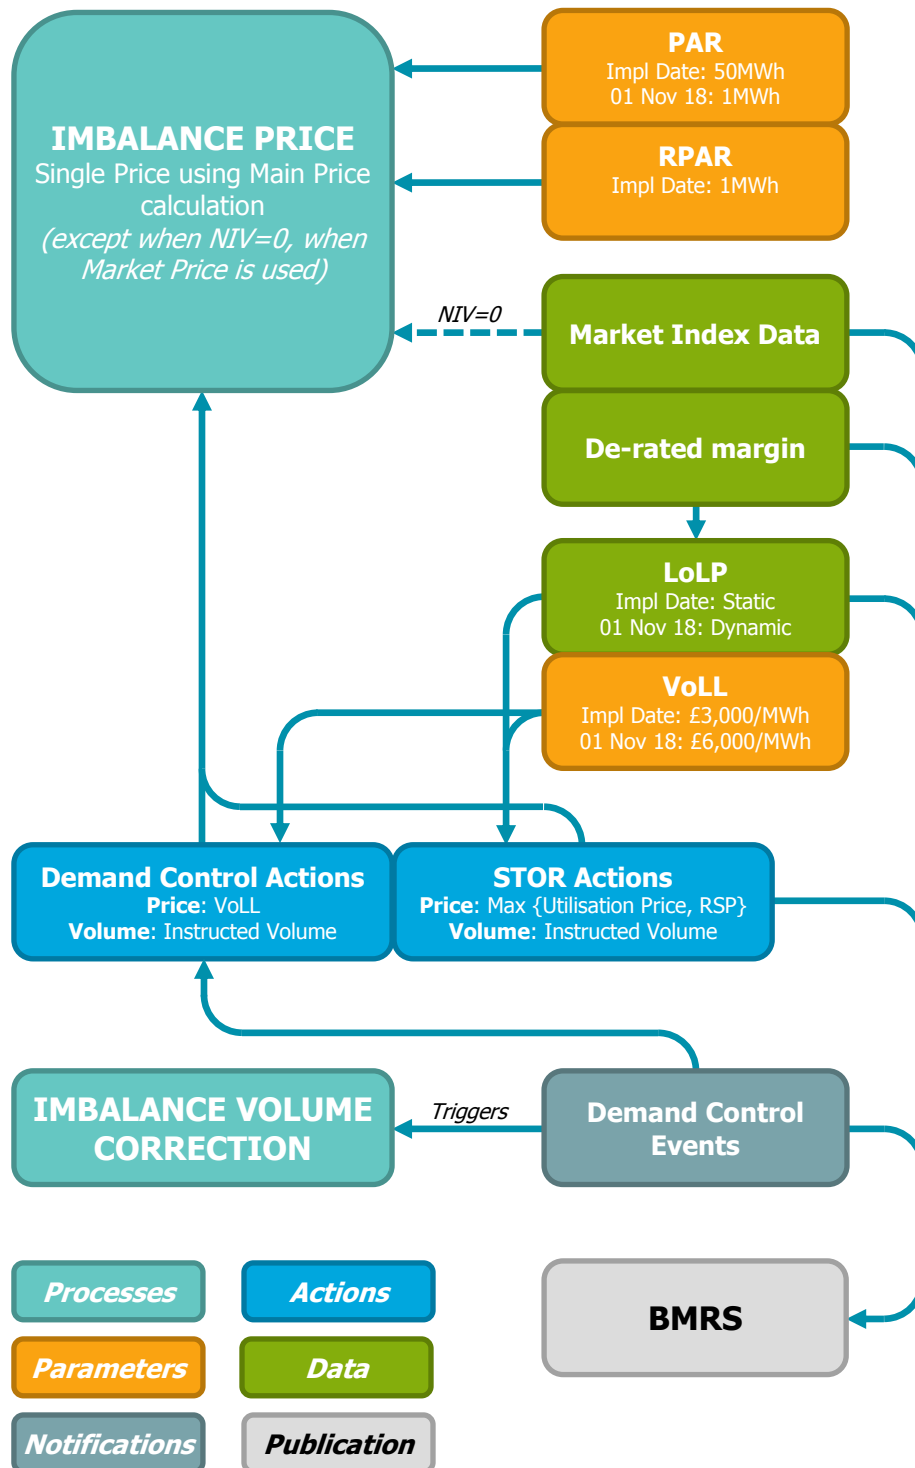 PAR
Impl Date: 50MWh
01 Nov 18: 1MWh
IMBALANCE PRICE
Single Price using Main Price
calculation
(except when NIV=0, when
Market Price is used)
RPAR
Impl Date: 1MWh
NIV=0
Market Index Data
De-rated margin
LoLP
Impl Date: Static
01 Nov 18: Dynamic
VoLL
Impl Date: £3,000/MWh
01 Nov 18: £6,000/MWh
Demand Control Actions
Price: VoLL
Volume: Instructed Volume
STOR Actions
Price: Max {Utilisation Price, RSP}
Volume: Instructed Volume
IMBALANCE VOLUME
CORRECTION
Triggers
Demand Control
Events
Processes
Actions
BMRS
Parameters
Data
Notifications
Publication